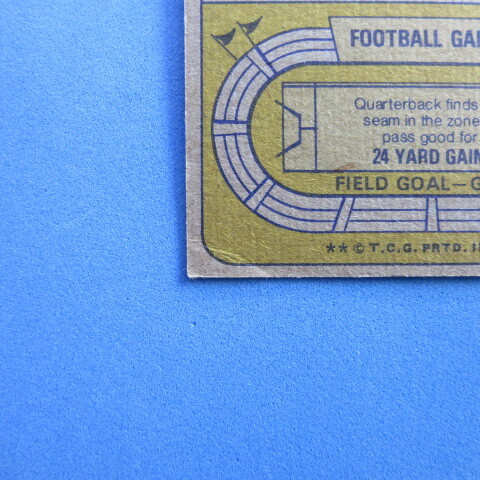 FOOTBALL GA
Quarterback finds
seam in the zone
pass good for
24 YARD GAIN
FIELD GOAL—G
** © T.C.G. PRTD. I